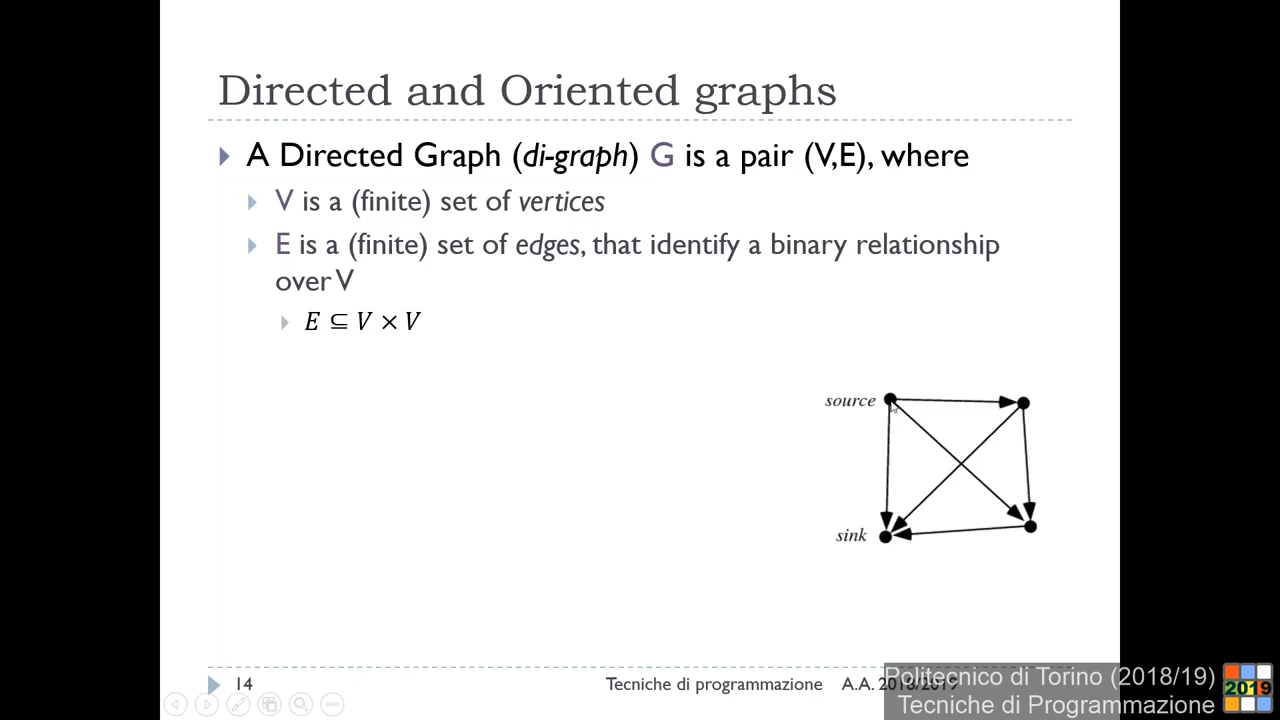 Directed and Oriented graphs
A Directed Graph (di-graph) G is a pair (V,E), where
V is a (finite) set of vertices
E is a (finite) set of edges, that identify a binary relationship
over V
E ⊆ V × V
source
sink
14
Tecniche di programmazione A.A. 2018/2019
Politecnico di Torino (2018/19)
Tecniche di Programmazione
2019